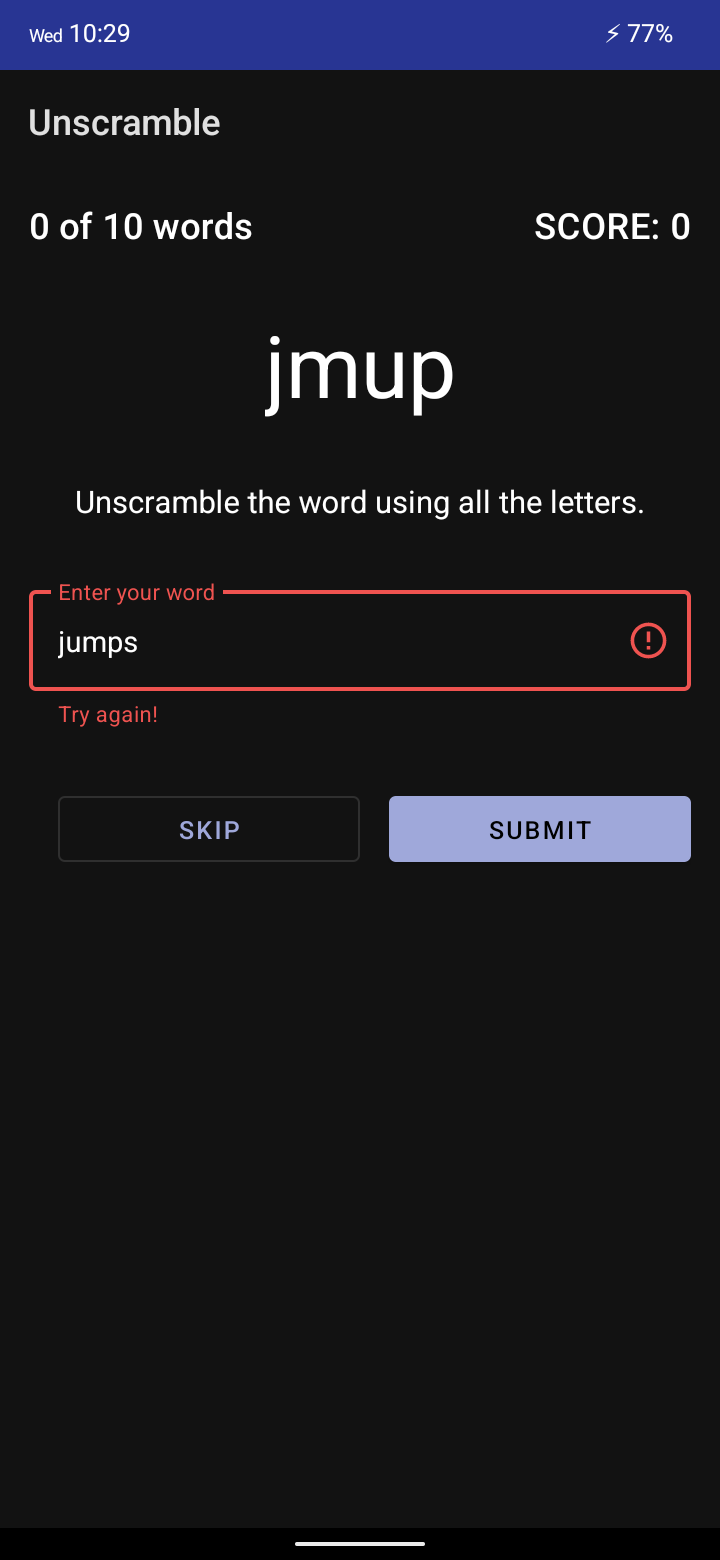 Wed 10:29 ⚡ 77%
Unscramble
0 of 10 words SCORE: 0
jmup
Unscramble the word using all the letters.
Enter your word
jumps
Try again!
SKIP SUBMIT